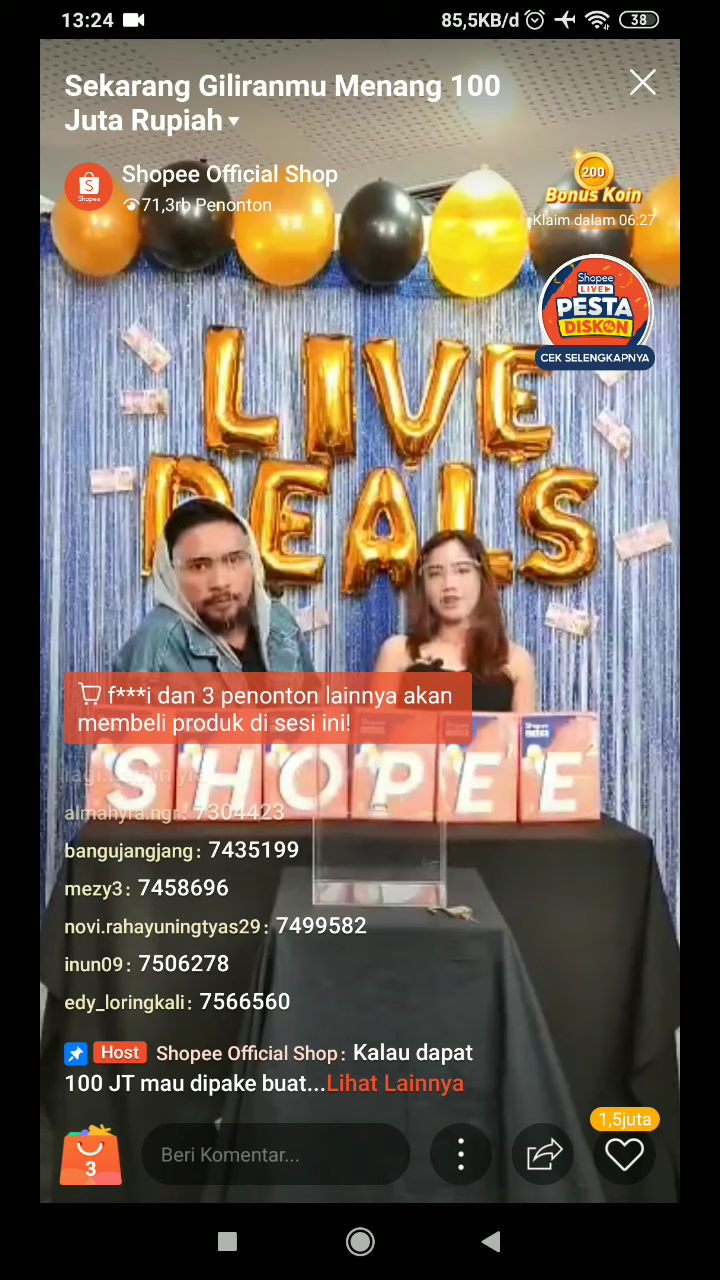 13:24
85,5KB/d
38
Sekarang Giliranmu Menang 100
Juta Rupiah
Shopee
Shopee Official Shop
71,3rb Penonton
200
Bonus Koin
Klaim dalam 06:27
Shopee
LIVE
PESTA
DISKON
CEK SELENGKAPNYA
LIVE
DEALS
f***i dan 3 penonton lainnya akan
membeli produk di sesi ini!
SHOPEE
almahyra.ngr: 7304423
bangujangjang: 7435199
mezy3: 7458696
novi.rahayuningtyas29: 7499582
inun09: 7506278
edy_loringkali: 7566560
Host Shopee Official Shop: Kalau dapat
100 JT mau dipake buat...Lihat Lainnya
1,5juta
3
Beri Komentar...